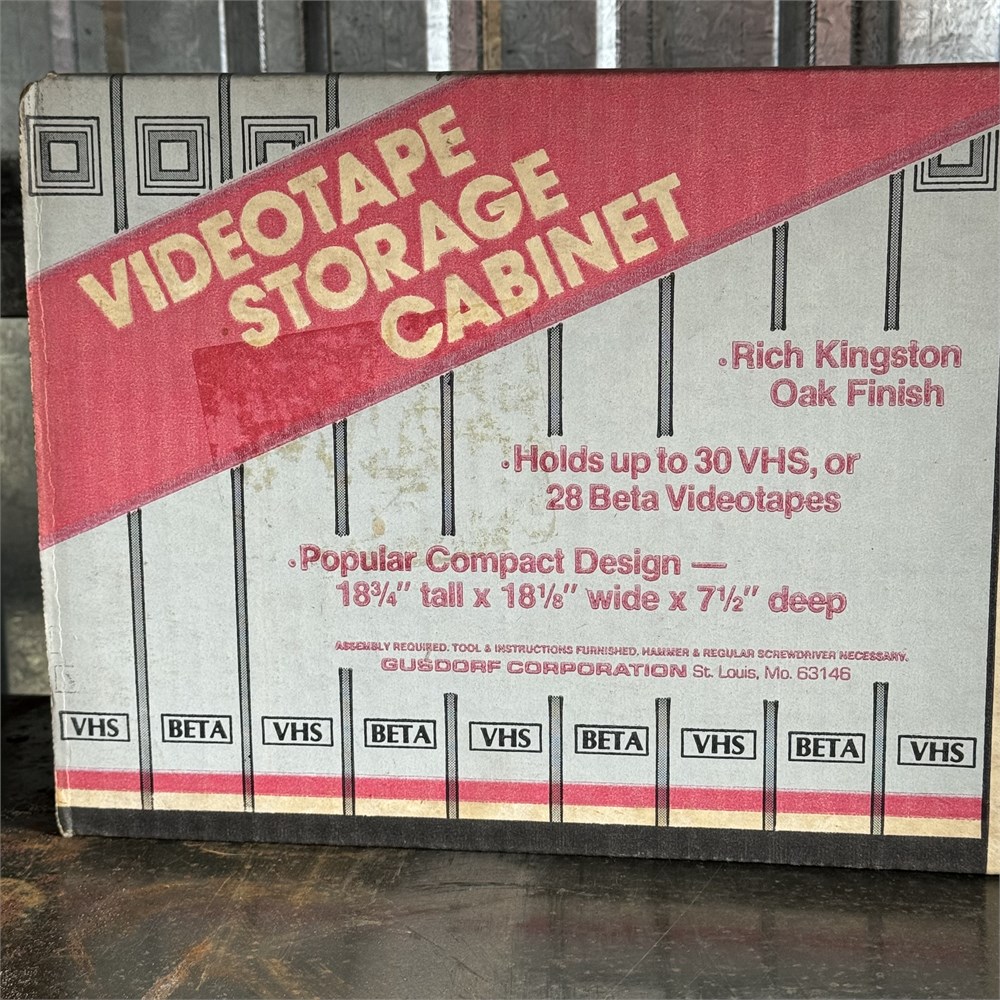 VIDEOTAPE
STORAGE
CABINET
• Rich Kingston
Oak Finish
• Holds up to 30 VHS, or
28 Beta Videotapes
• Popular Compact Design —
18¾" tall x 18⅛" wide x 7½" deep
ASSEMBLY REQUIRED. TOOL & INSTRUCTIONS FURNISHED. HAMMER & REGULAR SCREWDRIVER NECESSARY.
GUSDORF CORPORATION St. Louis, Mo. 63146
VHS BETA VHS BETA VHS BETA VHS BETA VHS